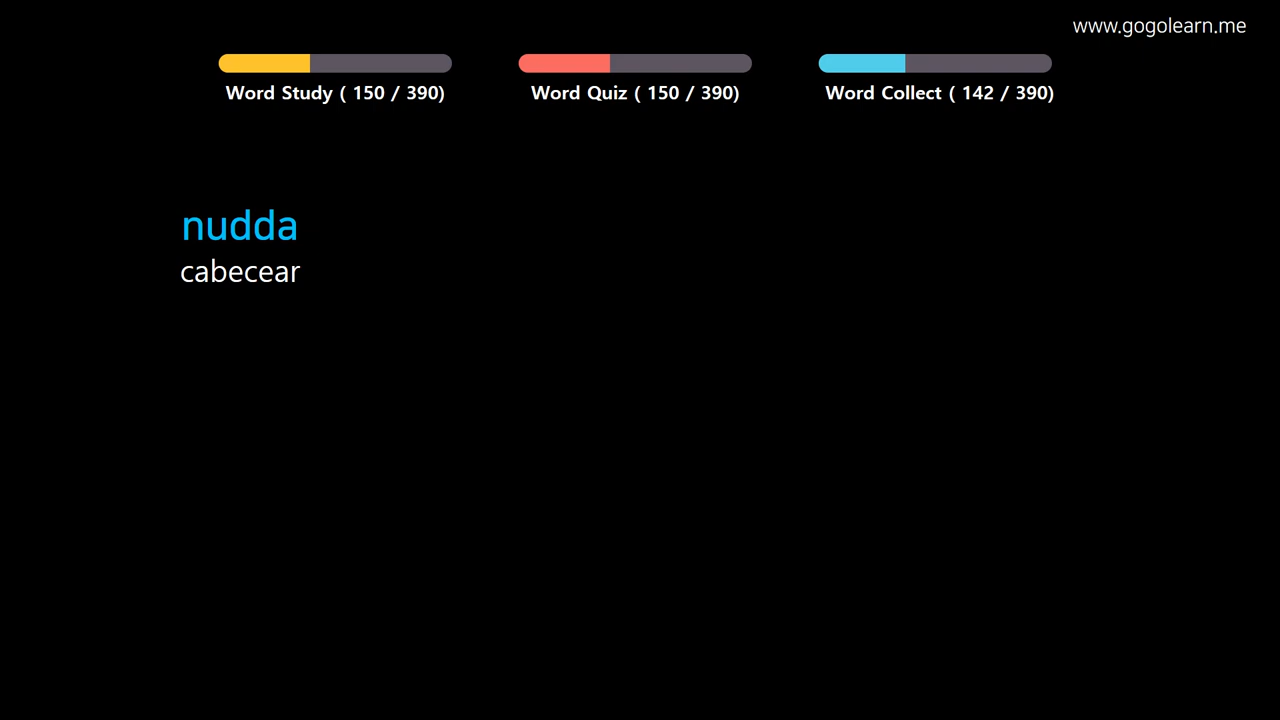 www.gogolearn.me
Word Study ( 150 / 390)
Word Quiz ( 150 / 390)
Word Collect ( 142 / 390)
nudda
cabecear